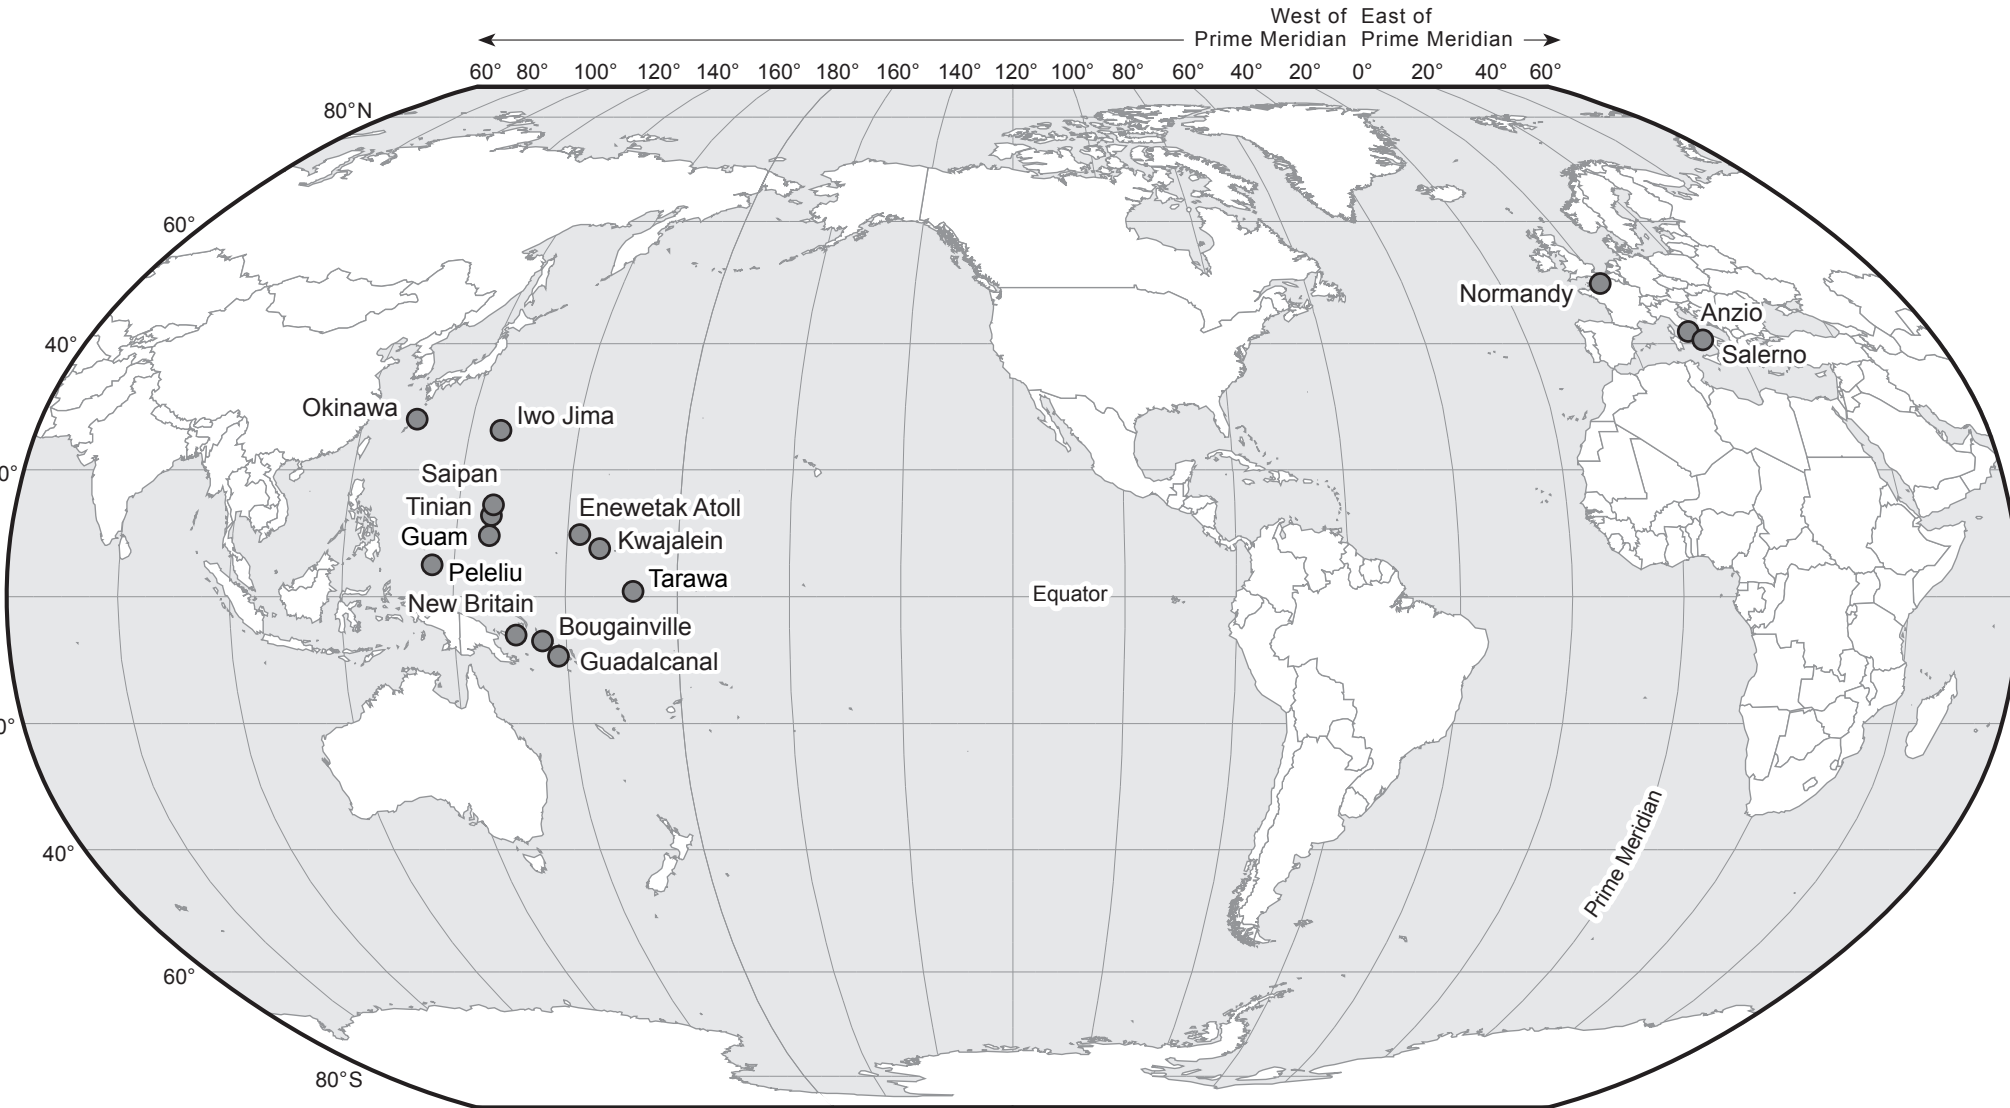 West of East of
Prime Meridian Prime Meridian
60° 80° 100° 120° 140° 160° 180° 160° 140° 120° 100° 80° 60° 40° 20° 0° 20° 40° 60°
80°N
60°
Normandy
Anzio
40°
Salerno
Okinawa
Iwo Jima
0°
Saipan
Tinian
Enewetak Atoll
Guam
Kwajalein
Peleliu
Tarawa
Equator
New Britain
Bougainville
Guadalcanal
0°
40°
Prime Meridian
60°
80°S